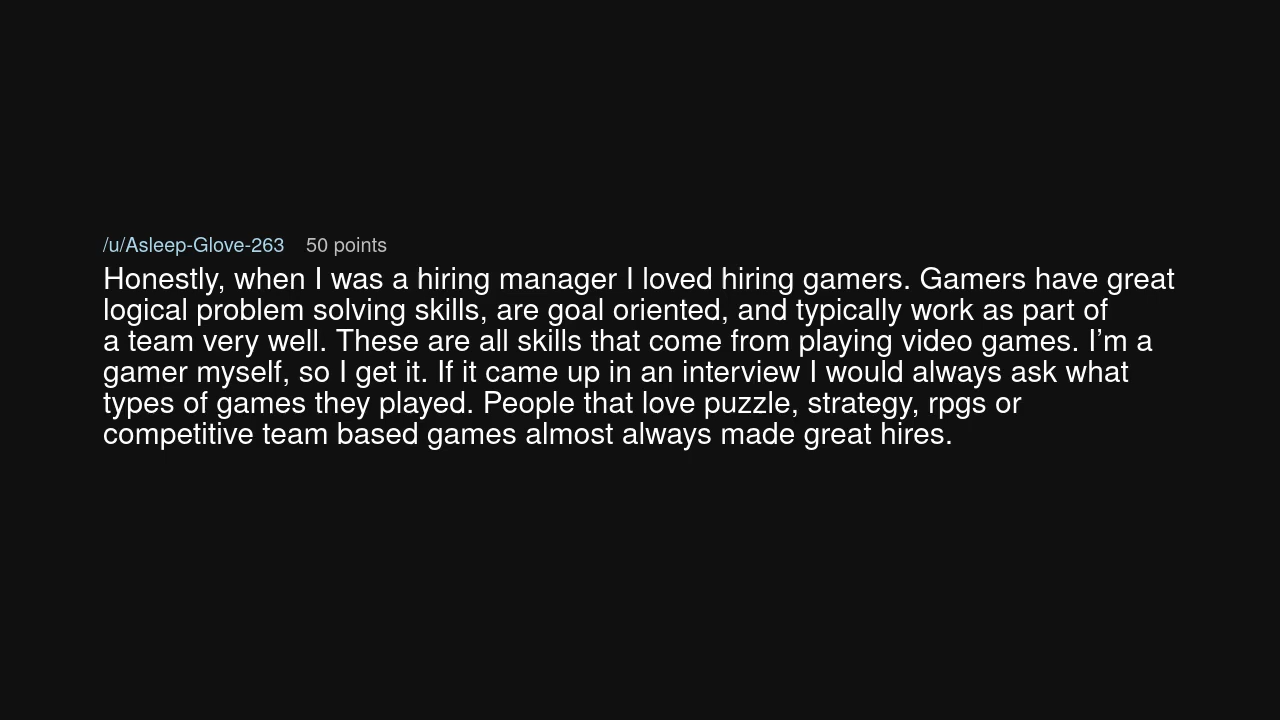 /u/Asleep-Glove-263 50 points
Honestly, when I was a hiring manager I loved hiring gamers. Gamers have great
logical problem solving skills, are goal oriented, and typically work as part of
a team very well. These are all skills that come from playing video games. I’m a
gamer myself, so I get it. If it came up in an interview I would always ask what
types of games they played. People that love puzzle, strategy, rpgs or
competitive team based games almost always made great hires.